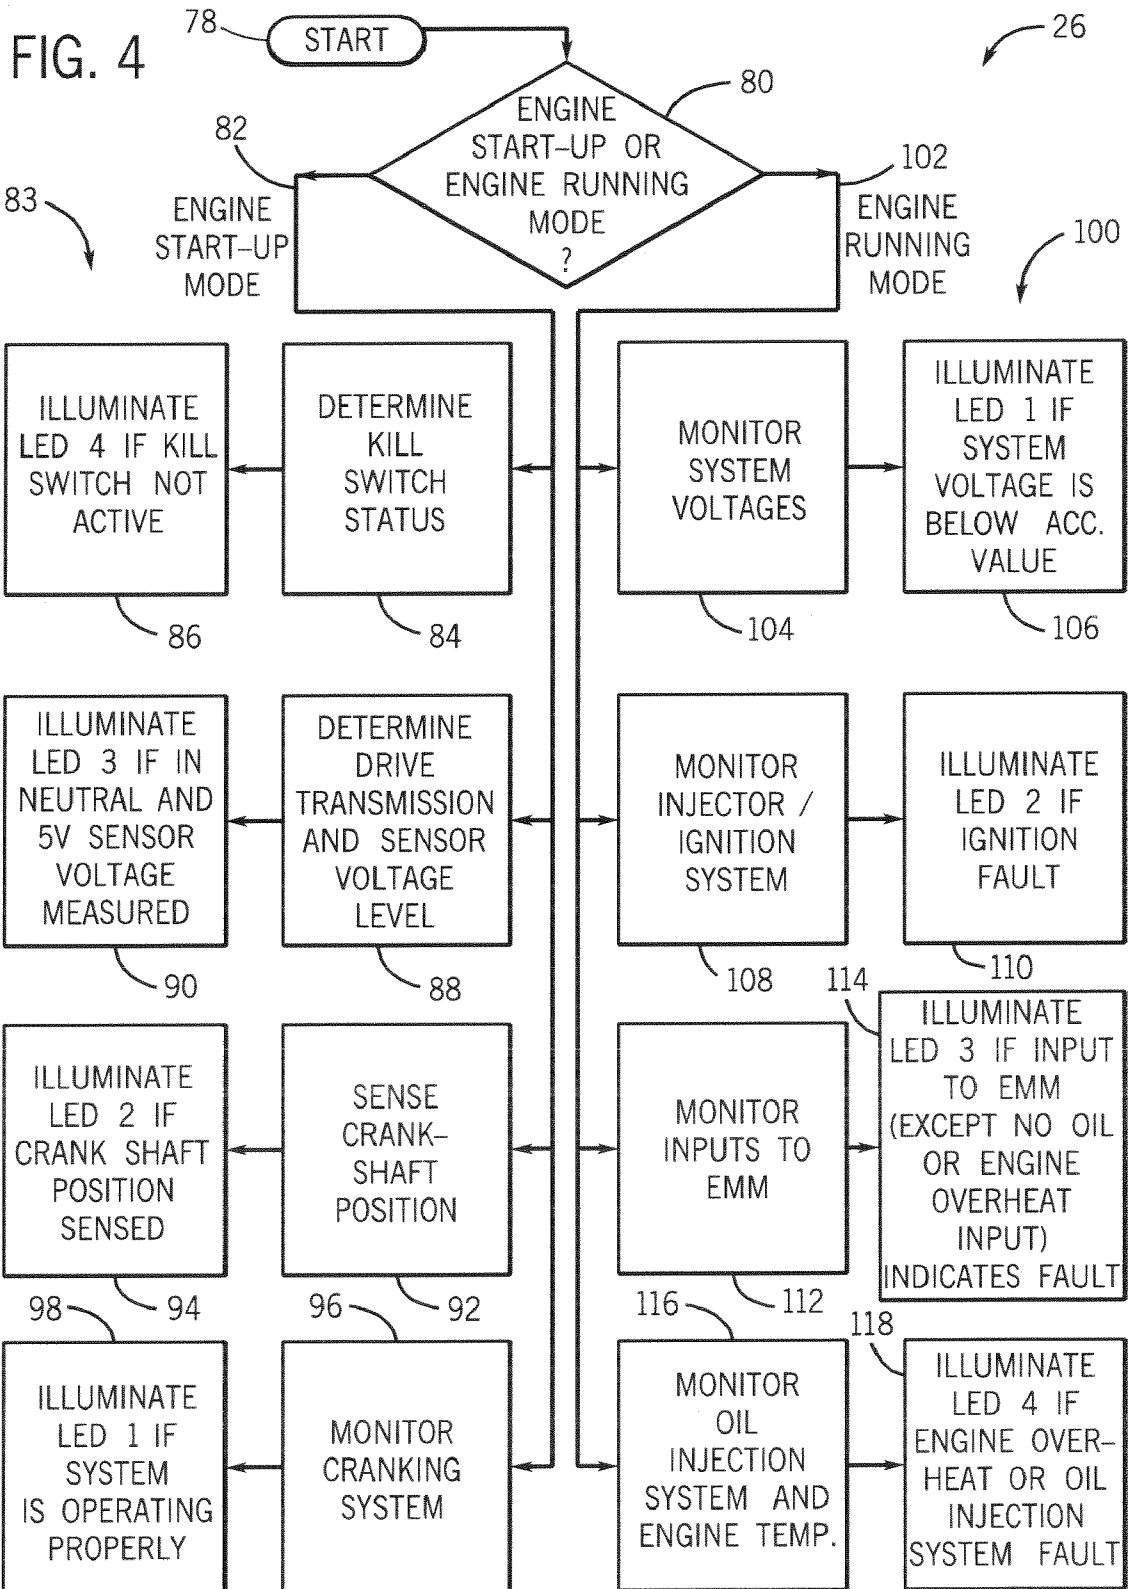 FIG. 4
78
START
26
80
ENGINE
START–UP OR
ENGINE RUNNING
MODE
?
82
ENGINE
START–UP
MODE
83
102
ENGINE
RUNNING
MODE
100
ILLUMINATE
LED 4 IF KILL
SWITCH NOT
ACTIVE
86
DETERMINE
KILL
SWITCH
STATUS
84
MONITOR
SYSTEM
VOLTAGES
104
ILLUMINATE
LED 1 IF
SYSTEM
VOLTAGE IS
BELOW ACC.
VALUE
106
ILLUMINATE
LED 3 IF IN
NEUTRAL AND
5V SENSOR
VOLTAGE
MEASURED
90
DETERMINE
DRIVE
TRANSMISSION
AND SENSOR
VOLTAGE
LEVEL
88
MONITOR
INJECTOR /
IGNITION
SYSTEM
108
ILLUMINATE
LED 2 IF
IGNITION
FAULT
110
ILLUMINATE
LED 2 IF
CRANK SHAFT
POSITION
SENSED
94
SENSE
CRANK–
SHAFT
POSITION
92
MONITOR
INPUTS TO
EMM
112
114
ILLUMINATE
LED 3 IF INPUT
TO EMM
(EXCEPT NO OIL
OR ENGINE
OVERHEAT
INPUT)
INDICATES FAULT
98
ILLUMINATE
LED 1 IF
SYSTEM
IS OPERATING
PROPERLY
96
MONITOR
CRANKING
SYSTEM
116
MONITOR
OIL
INJECTION
SYSTEM AND
ENGINE TEMP.
118
ILLUMINATE
LED 4 IF
ENGINE OVER–
HEAT OR OIL
INJECTION
SYSTEM FAULT